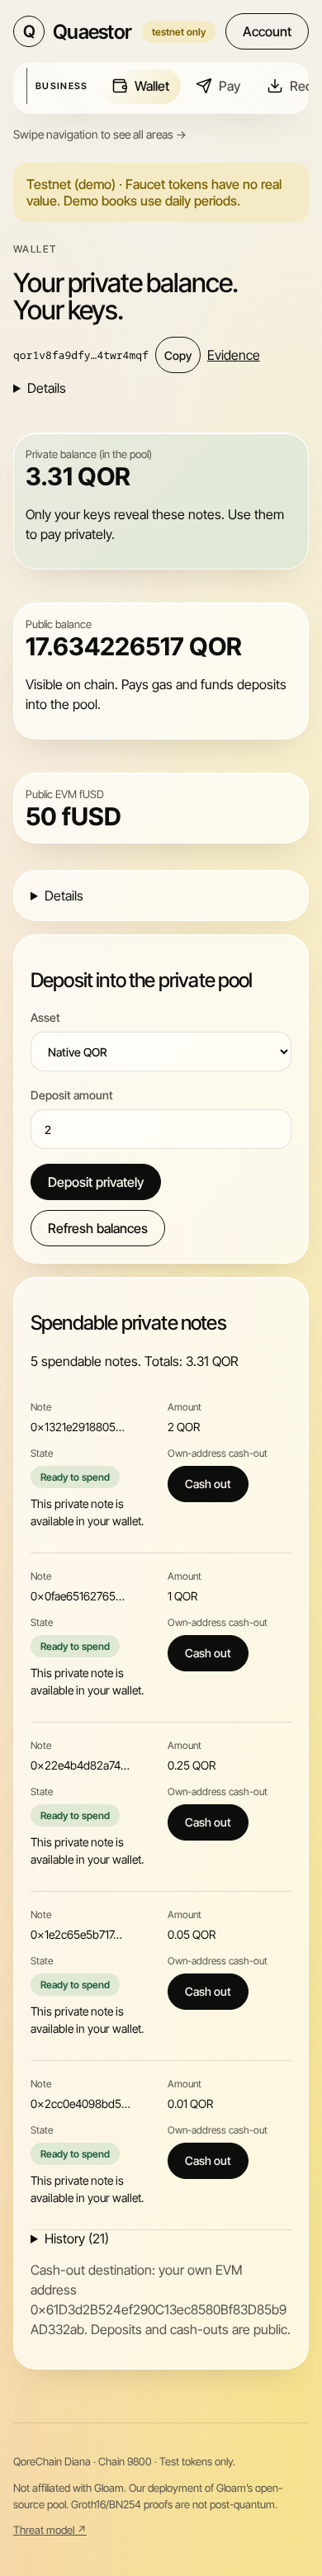 Q Quaestor testnet only Account
BUSINESS Wallet Pay Rec
Swipe navigation to see all areas →
Testnet (demo) · Faucet tokens have no real
value. Demo books use daily periods.
WALLET
Your private balance.
Your keys.
qor1v8fa9dfy…4twr4mqf Copy Evidence
▶ Details
Private balance (in the pool)
3.31 QOR
Only your keys reveal these notes. Use them
to pay privately.
Public balance
17.634226517 QOR
Visible on chain. Pays gas and funds deposits
into the pool.
Public EVM fUSD
50 fUSD
▶ Details
Deposit into the private pool
Asset
Native QOR
Deposit amount
2
Deposit privately
Refresh balances
Spendable private notes
5 spendable notes. Totals: 3.31 QOR
Note Amount
0x1321e2918805… 2 QOR
State Own-address cash-out
Ready to spend Cash out
This private note is
available in your wallet.
Note Amount
0x0fae65162765… 1 QOR
State Own-address cash-out
Ready to spend Cash out
This private note is
available in your wallet.
Note Amount
0x22e4b4d82a74… 0.25 QOR
State Own-address cash-out
Ready to spend Cash out
This private note is
available in your wallet.
Note Amount
0x1e2c65e5b717… 0.05 QOR
State Own-address cash-out
Ready to spend Cash out
This private note is
available in your wallet.
Note Amount
0x2cc0e4098bd5… 0.01 QOR
State Own-address cash-out
Ready to spend Cash out
This private note is
available in your wallet.
▶ History (21)
Cash-out destination: your own EVM
address
0x61D3d2B524ef290C13ec8580Bf83D85b9
AD332ab. Deposits and cash-outs are public.
QoreChain Diana · Chain 9800 · Test tokens only.
Not affiliated with Gloam. Our deployment of Gloam's open-
source pool. Groth16/BN254 proofs are not post-quantum.
Threat model ↗